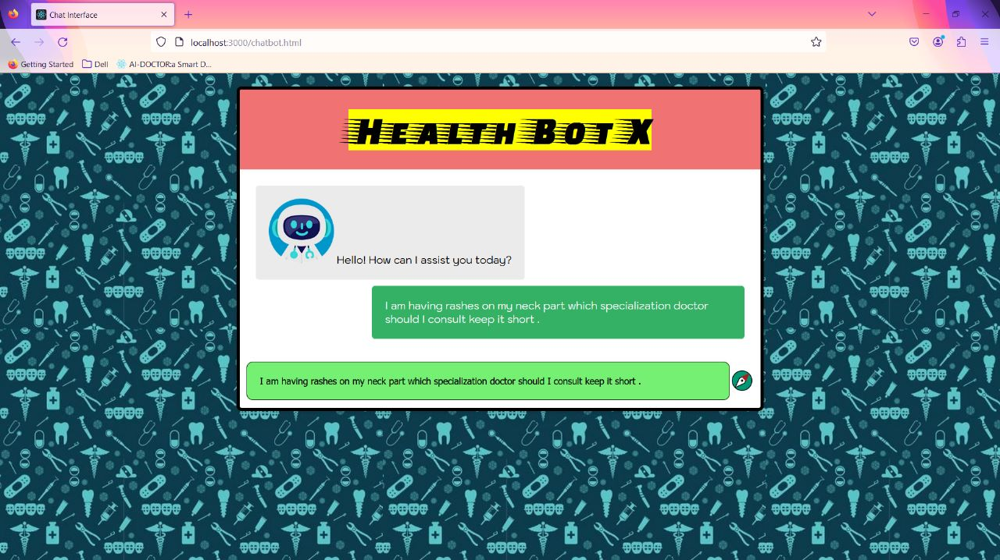 Chat Interface
localhost:3000/chatbot.html
Getting Started Dell AI-DOCTOR:a Smart D...
HEALTH BOT X
Hello! How can I assist you today?
I am having rashes on my neck part which specialization doctor
should I consult keep it short .
I am having rashes on my neck part which specialization doctor should I consult keep it short .